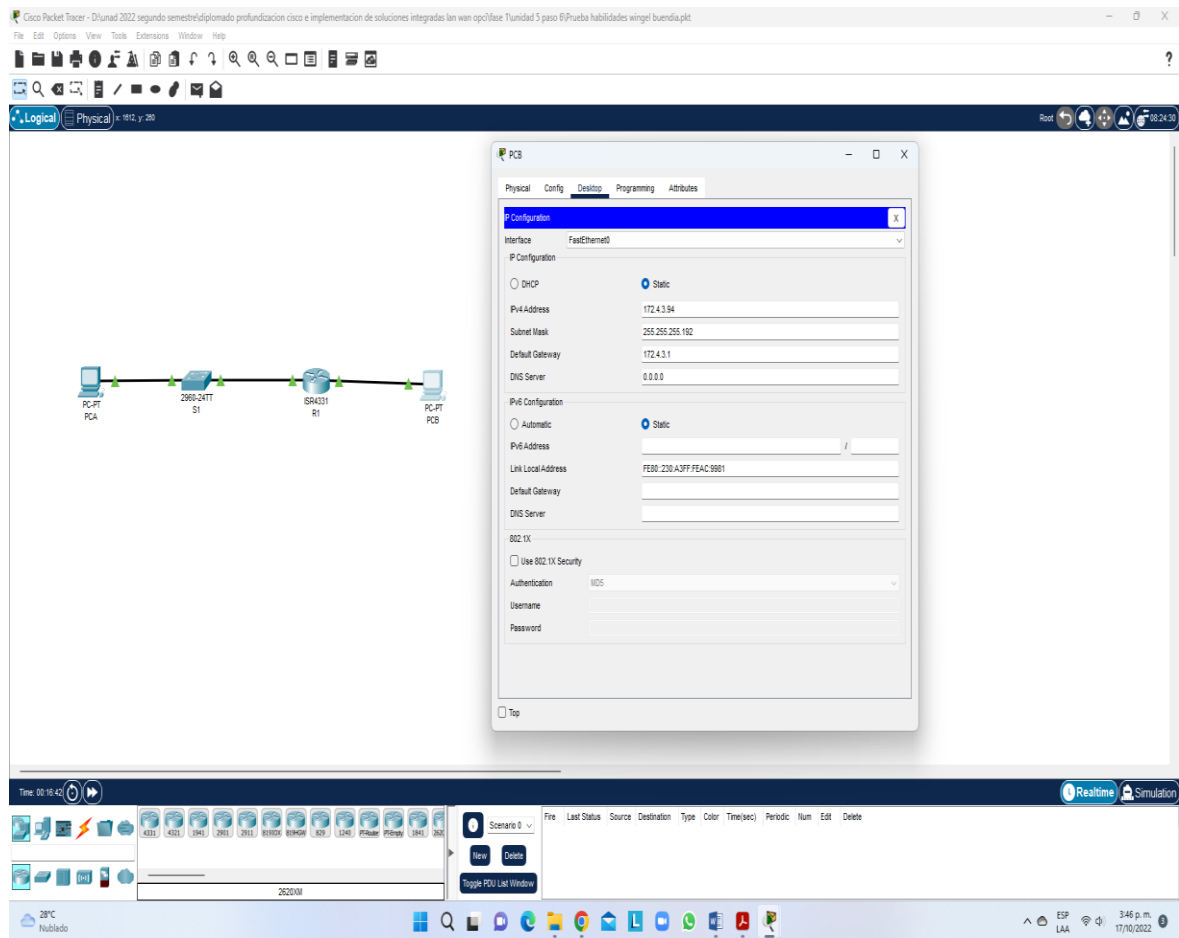 Cisco Packet Tracer - D:\unad 2022 segundo semestre\diplomado profundizacion cisco e implementacion de soluciones integradas lan wan opci\fase 1\unidad 5 paso 6\Prueba habilidades wingel buendia.pkt
File Edit Options View Tools Extensions Window Help
?
Logical Physical x: 1612, y: 280
Root 08:24:30
PCB
Physical Config Desktop Programming Attributes
IP Configuration X
Interface FastEthernet0
IP Configuration
DHCP Static
IPv4 Address 172.4.3.94
Subnet Mask 255.255.255.192
Default Gateway 172.4.3.1
DNS Server 0.0.0.0
IPv6 Configuration
Automatic Static
IPv6 Address /
Link Local Address FE80::230:A3FF:FEAC:9981
Default Gateway
DNS Server
802.1X
Use 802.1X Security
Authentication MD5
Username
Password
Top
PC-PT
PCA
2960-24TT
S1
ISR4331
R1
PC-PT
PCB
Time: 00:16:42
Realtime Simulation
4331 4321 1941 2901 2911 819HGW 829 1240 PT-Router PT-Empty 1841
2620XM
Scenario 0
New Delete
Toggle PDU List Window
Fire Last Status Source Destination Type Color Time(sec) Periodic Num Edit Delete
28°C
Nublado
ESP
LAA
3:46 p. m.
17/10/2022
3